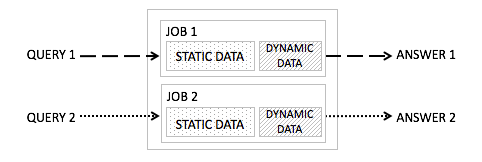 JOB 1
QUERY 1
STATIC DATA
DYNAMIC
DATA
ANSWER 1
JOB 2
QUERY 2
STATIC DATA
DYNAMIC
DATA
ANSWER 2